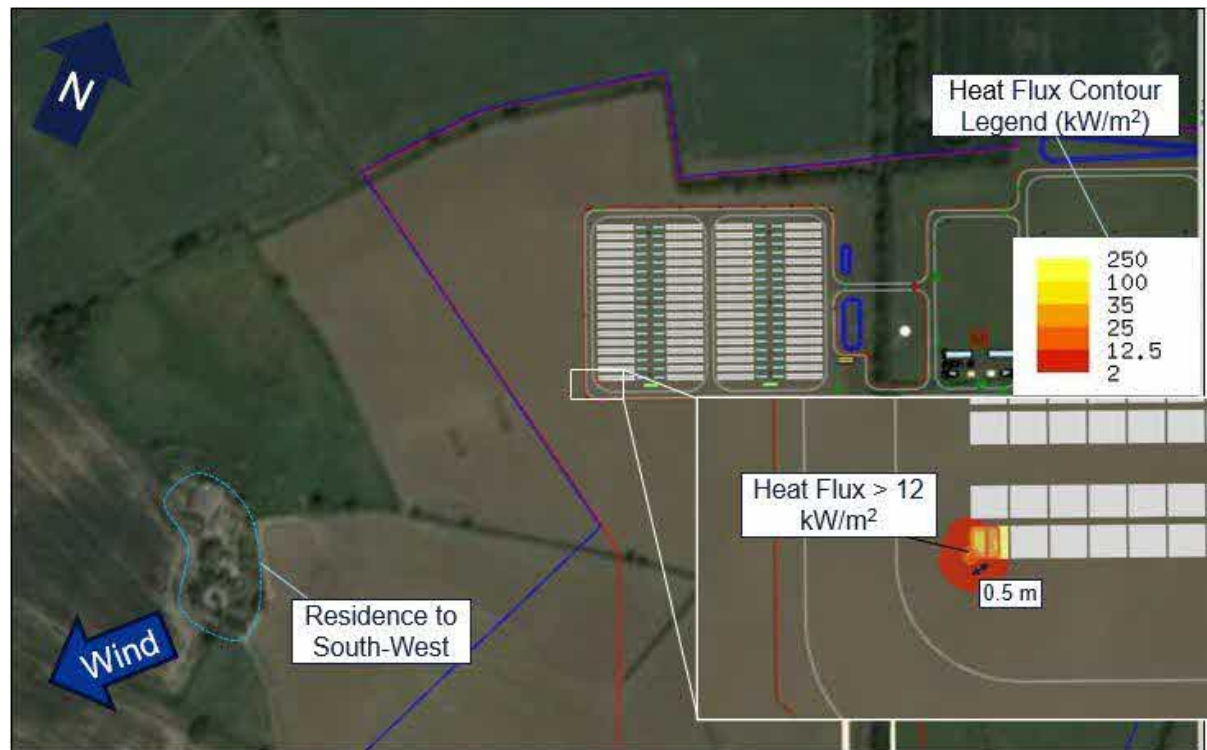 N
Heat Flux Contour
Legend (kW/m²)
250
100
35
25
12.5
2
Heat Flux > 12
kW/m²
0.5 m
Residence to
South-West
Wind